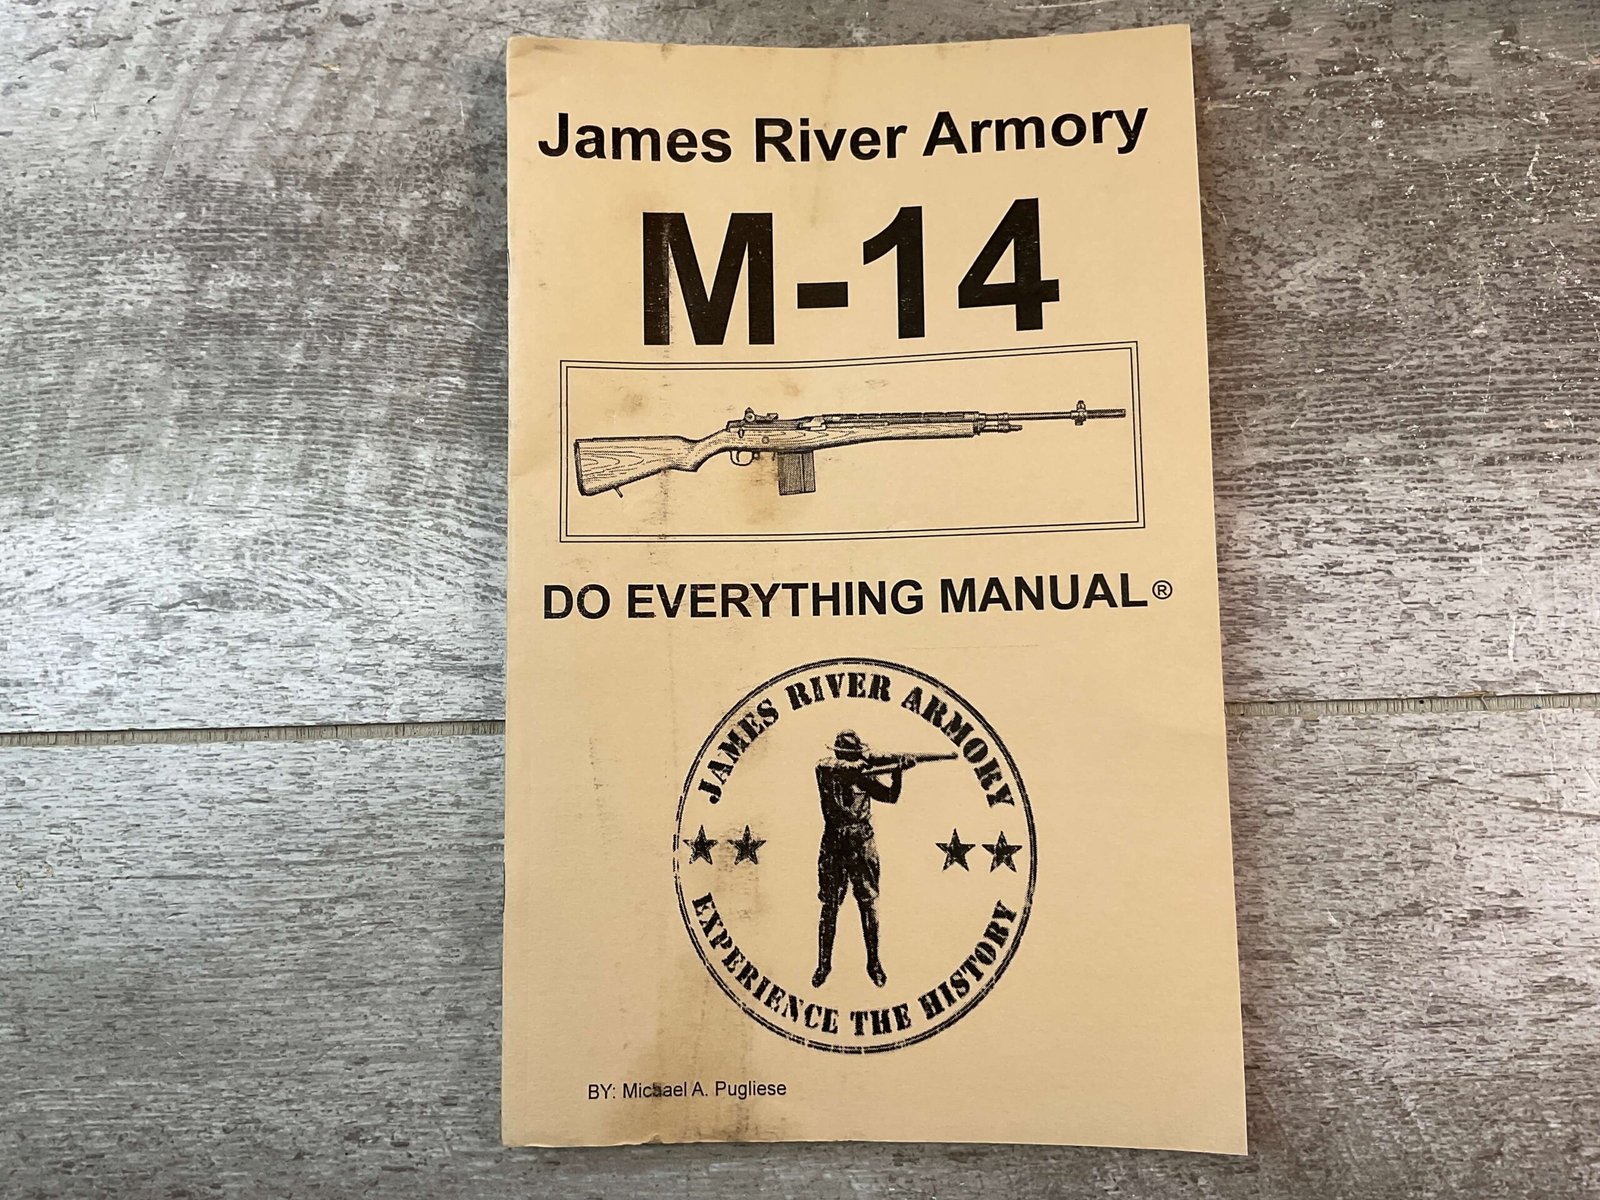 James River Armory
M-14
DO EVERYTHING MANUAL®
JAMES RIVER ARMORY
EXPERIENCE THE HISTORY
BY: Michael A. Pugliese